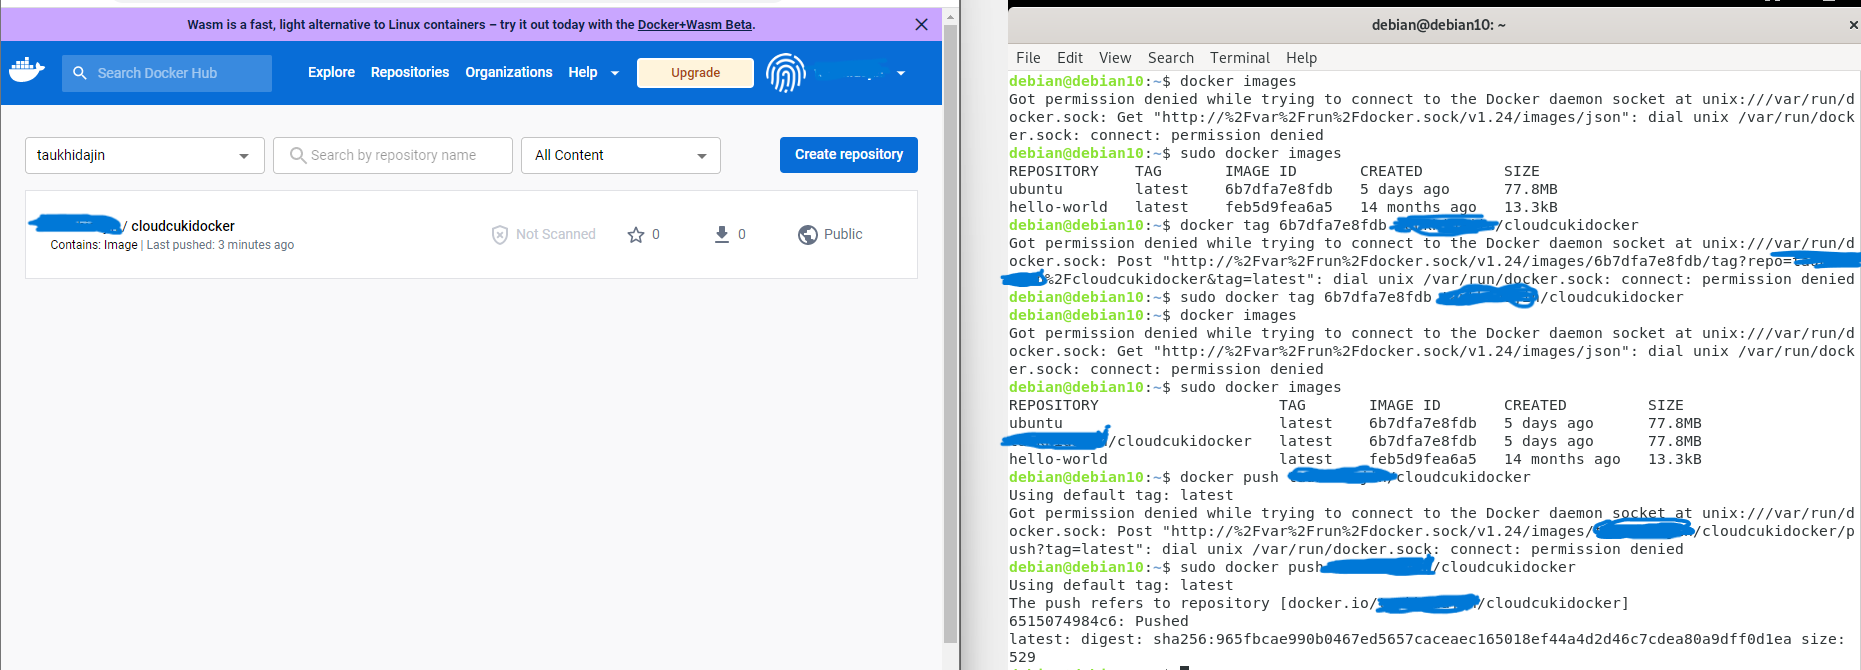 Wasm is a fast, light alternative to Linux containers – try it out today with the Docker+Wasm Beta.
Search Docker Hub
Explore
Repositories
Organizations
Help
Upgrade
taukhidajin
Search by repository name
All Content
Create repository
/ cloudcukidocker
Contains: Image | Last pushed: 3 minutes ago
Not Scanned
0
0
Public
debian@debian10: ~
File Edit View Search Terminal Help
debian@debian10:~$ docker images
Got permission denied while trying to connect to the Docker daemon socket at unix:///var/run/d
ocker.sock: Get "http://%2Fvar%2Frun%2Fdocker.sock/v1.24/images/json": dial unix /var/run/dock
er.sock: connect: permission denied
debian@debian10:~$ sudo docker images
REPOSITORY TAG IMAGE ID CREATED SIZE
ubuntu latest 6b7dfa7e8fdb 5 days ago 77.8MB
hello-world latest feb5d9fea6a5 14 months ago 13.3kB
debian@debian10:~$ docker tag 6b7dfa7e8fdb /cloudcukidocker
Got permission denied while trying to connect to the Docker daemon socket at unix:///var/run/d
ocker.sock: Post "http://%2Fvar%2Frun%2Fdocker.sock/v1.24/images/6b7dfa7e8fdb/tag?repo=
%2Fcloudcukidocker&tag=latest": dial unix /var/run/docker.sock: connect: permission denied
debian@debian10:~$ sudo docker tag 6b7dfa7e8fdb /cloudcukidocker
debian@debian10:~$ docker images
Got permission denied while trying to connect to the Docker daemon socket at unix:///var/run/d
ocker.sock: Get "http://%2Fvar%2Frun%2Fdocker.sock/v1.24/images/json": dial unix /var/run/dock
er.sock: connect: permission denied
debian@debian10:~$ sudo docker images
REPOSITORY TAG IMAGE ID CREATED SIZE
ubuntu latest 6b7dfa7e8fdb 5 days ago 77.8MB
/cloudcukidocker latest 6b7dfa7e8fdb 5 days ago 77.8MB
hello-world latest feb5d9fea6a5 14 months ago 13.3kB
debian@debian10:~$ docker push /cloudcukidocker
Using default tag: latest
Got permission denied while trying to connect to the Docker daemon socket at unix:///var/run/d
ocker.sock: Post "http://%2Fvar%2Frun%2Fdocker.sock/v1.24/images/ /cloudcukidocker/p
ush?tag=latest": dial unix /var/run/docker.sock: connect: permission denied
debian@debian10:~$ sudo docker push /cloudcukidocker
Using default tag: latest
The push refers to repository [docker.io/ /cloudcukidocker]
6515074984c6: Pushed
latest: digest: sha256:965fbcae990b0467ed5657caceaec165018ef44a4d2d46c7cdea80a9dff0d1ea size:
529